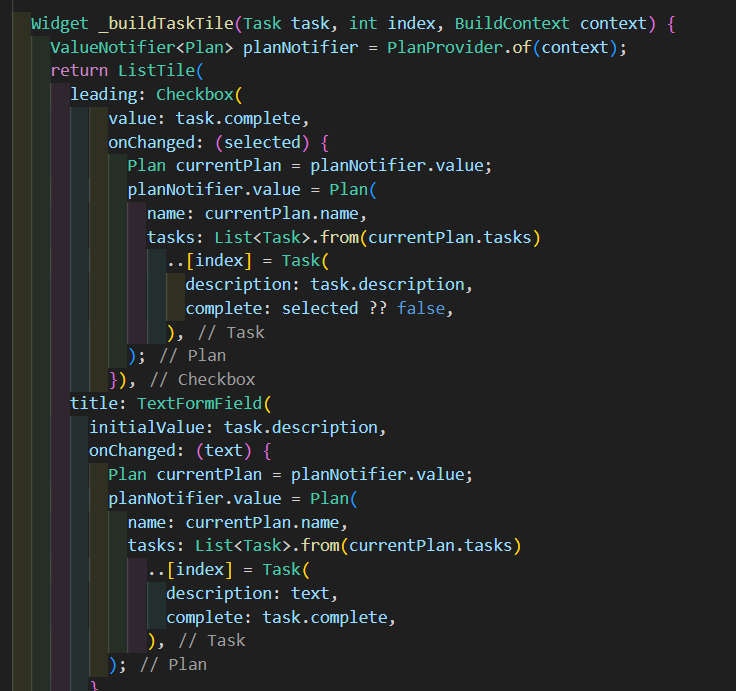 Widget _buildTaskTile(Task task, int index, BuildContext context) {
ValueNotifier<Plan> planNotifier = PlanProvider.of(context);
return ListTile(
leading: Checkbox(
value: task.complete,
onChanged: (selected) {
Plan currentPlan = planNotifier.value;
planNotifier.value = Plan(
name: currentPlan.name,
tasks: List<Task>.from(currentPlan.tasks)
..[index] = Task(
description: task.description,
complete: selected ?? false,
), // Task
); // Plan
}), // Checkbox
title: TextFormField(
initialValue: task.description,
onChanged: (text) {
Plan currentPlan = planNotifier.value;
planNotifier.value = Plan(
name: currentPlan.name,
tasks: List<Task>.from(currentPlan.tasks)
..[index] = Task(
description: text,
complete: task.complete,
), // Task
); // Plan
}